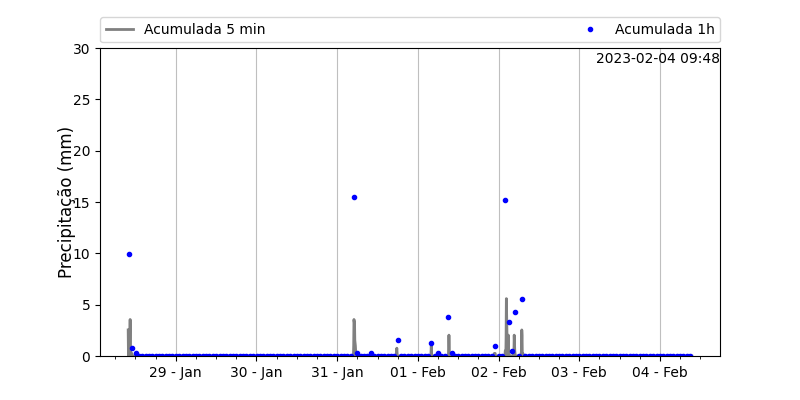 Acumulada 5 min
Acumulada 1h
2023-02-04 09:48
Precipitação (mm)
30
25
20
15
10
5
0
29 - Jan
30 - Jan
31 - Jan
01 - Feb
02 - Feb
03 - Feb
04 - Feb